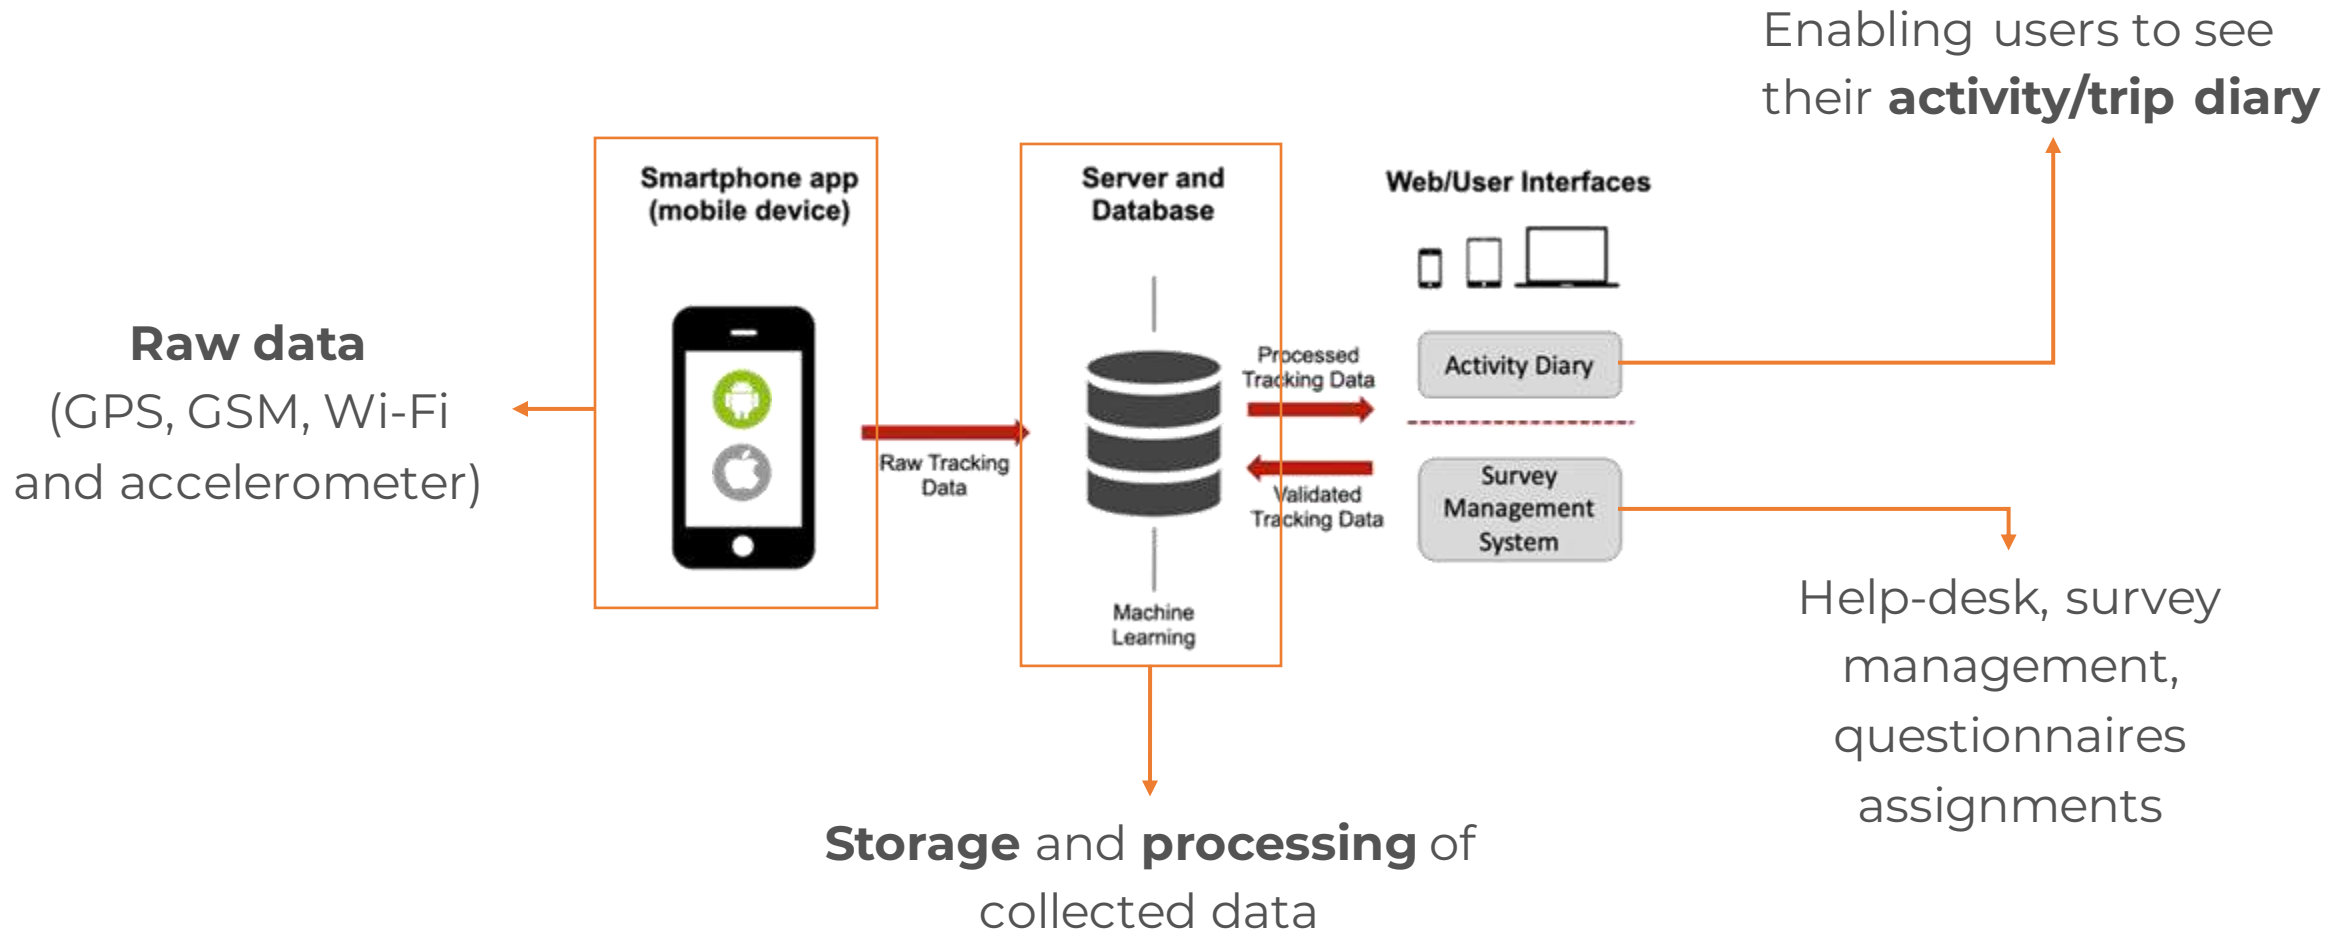 Enabling users to see
their activity/trip diary
Smartphone app
(mobile device)
Server and
Database
Web/User Interfaces
Raw data
(GPS, GSM, Wi-Fi
and accelerometer)
Raw Tracking
Data
Processed
Tracking Data
Validated
Tracking Data
Activity Diary
Survey
Management
System
Machine
Learning
Help-desk, survey
management,
questionnaires
assignments
Storage and processing of
collected data